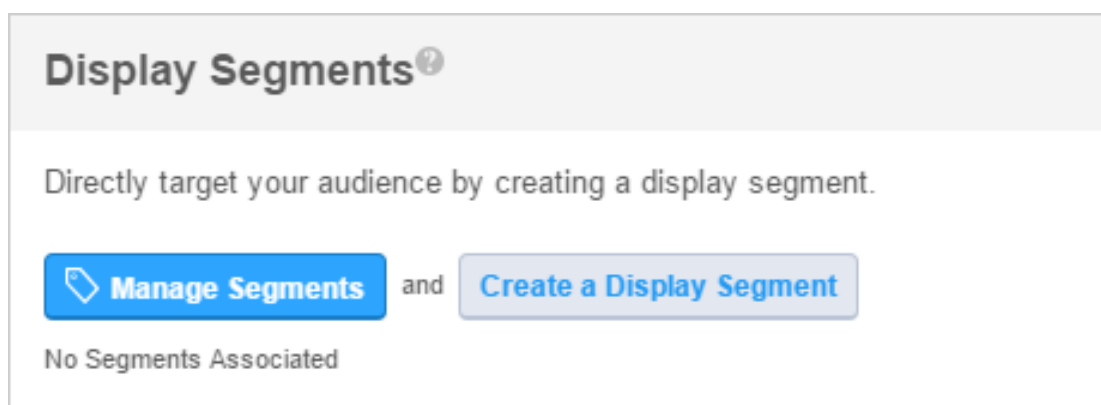 Display Segments?
Directly target your audience by creating a display segment.
Manage Segments and Create a Display Segment
No Segments Associated